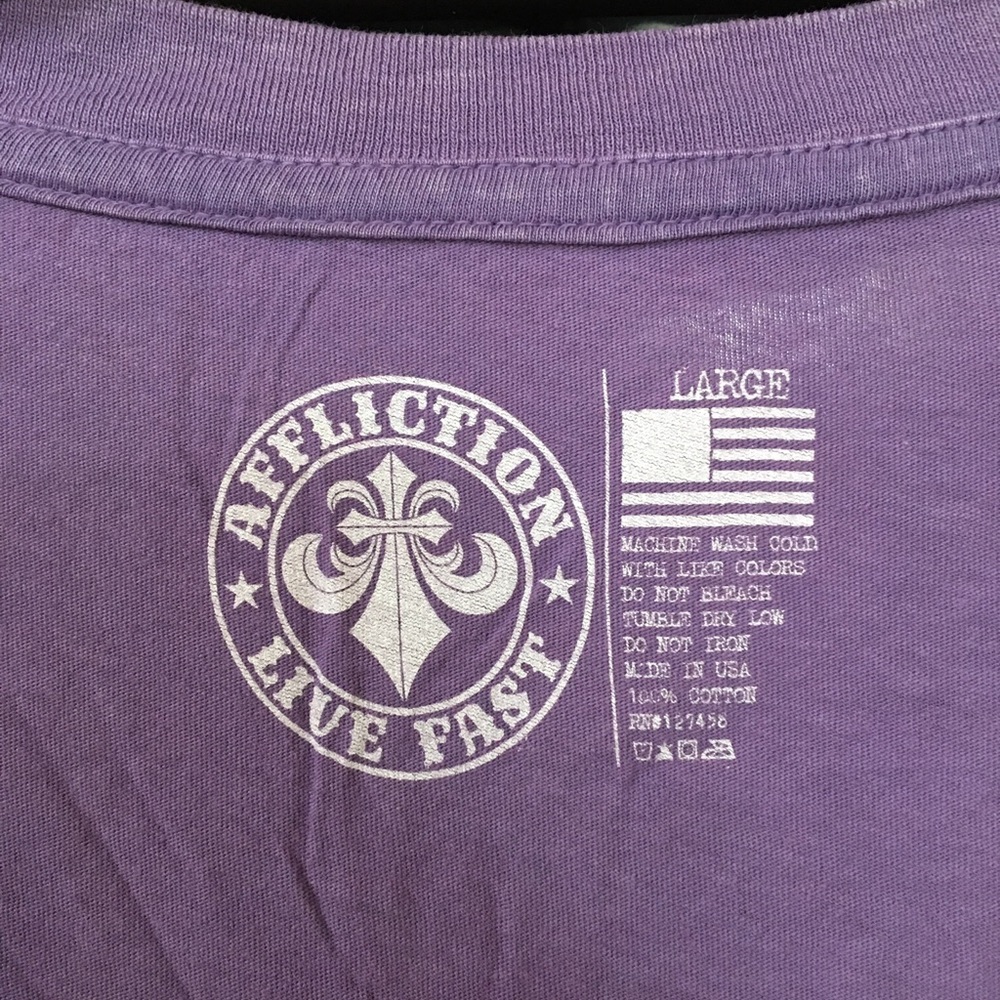 AFFLICTION
LIVE FAST
LARGE
MACHINE WASH COLD
WITH LIKE COLORS
DO NOT BLEACH
TUMBLE DRY LOW
DO NOT IRON
MADE IN USA
100% COTTON
RN#127458